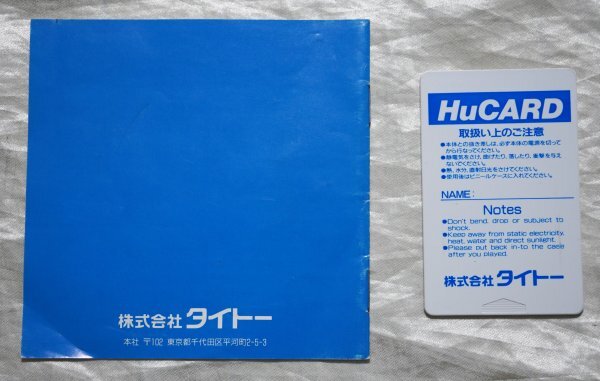 株式会社 タイトー
本社 〒102 東京都千代田区平河町2-5-3
HuCARD
取扱い上のご注意
●本体との抜き差しは、必ず本体の電源を切って
から行なってください。
●静電気をさけ、曲げたり、落したり、衝撃を与え
ないでください。
●熱、水分、直射日光をさけてください。
●使用後はビニールケースに入れてください。
NAME:
Notes
●Don't bend, drop or subject to
shock.
●Keep away from static electricity,
heat, water and direct sunlight.
●Please put back in-to the case
after you played.
株式会社 タイトー